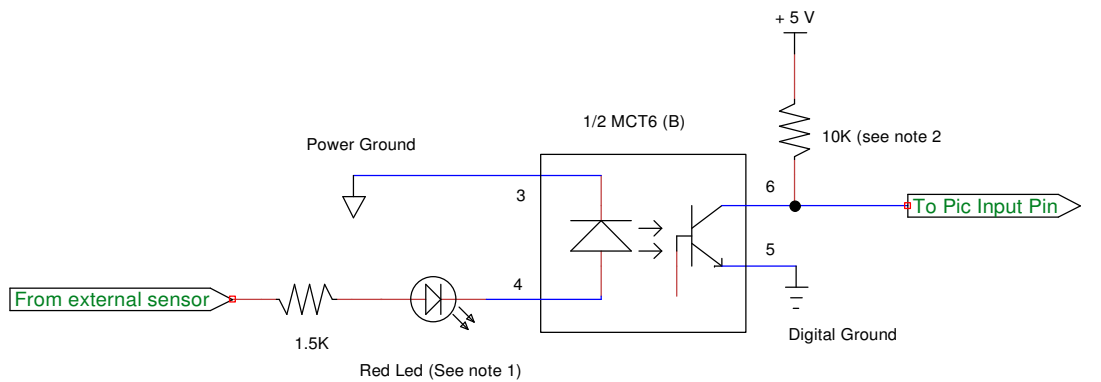 + 5 V
1/2 MCT6 (B)
10K (see note 2
Power Ground
3
6
To Pic Input Pin
5
4
From external sensor
Digital Ground
1.5K
Red Led (See note 1)